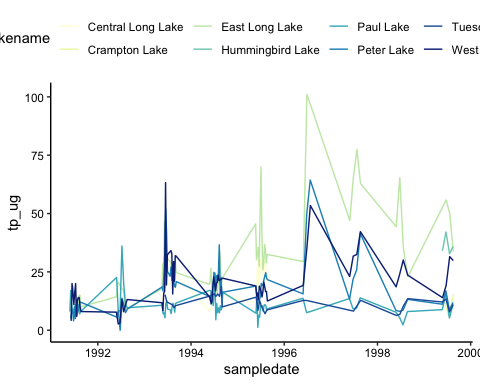 Central Long Lake East Long Lake Paul Lake
kename
Crampton Lake Hummingbird Lake Peter Lake West
100
75
50
25
0
tp_ug
1992 1994 1996 1998 2000
sampledate